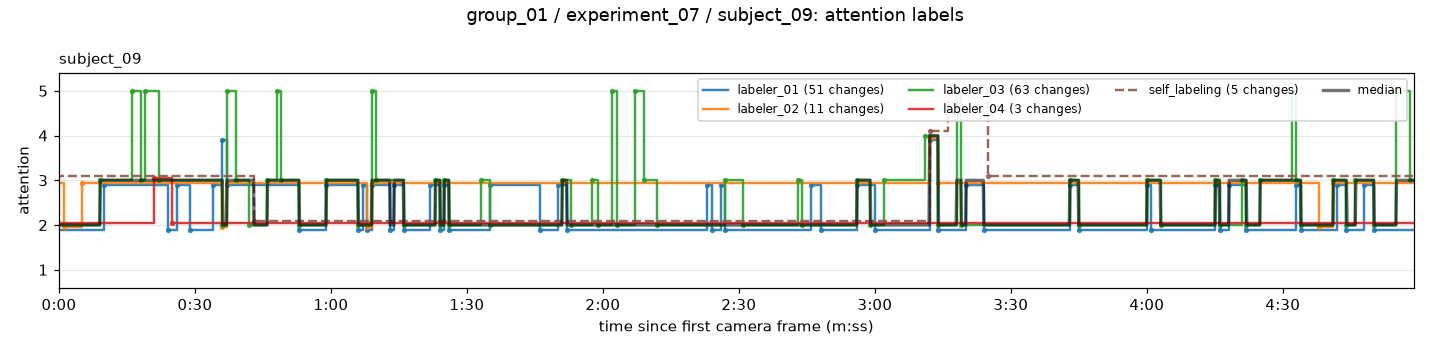 group_01 / experiment_07 / subject_09: attention labels
subject_09
labeler_01 (51 changes)
labeler_02 (11 changes)
labeler_03 (63 changes)
labeler_04 (3 changes)
self_labeling (5 changes)
median
attention
5
4
3
2
1
0:00 0:30 1:00 1:30 2:00 2:30 3:00 3:30 4:00 4:30
time since first camera frame (m:ss)